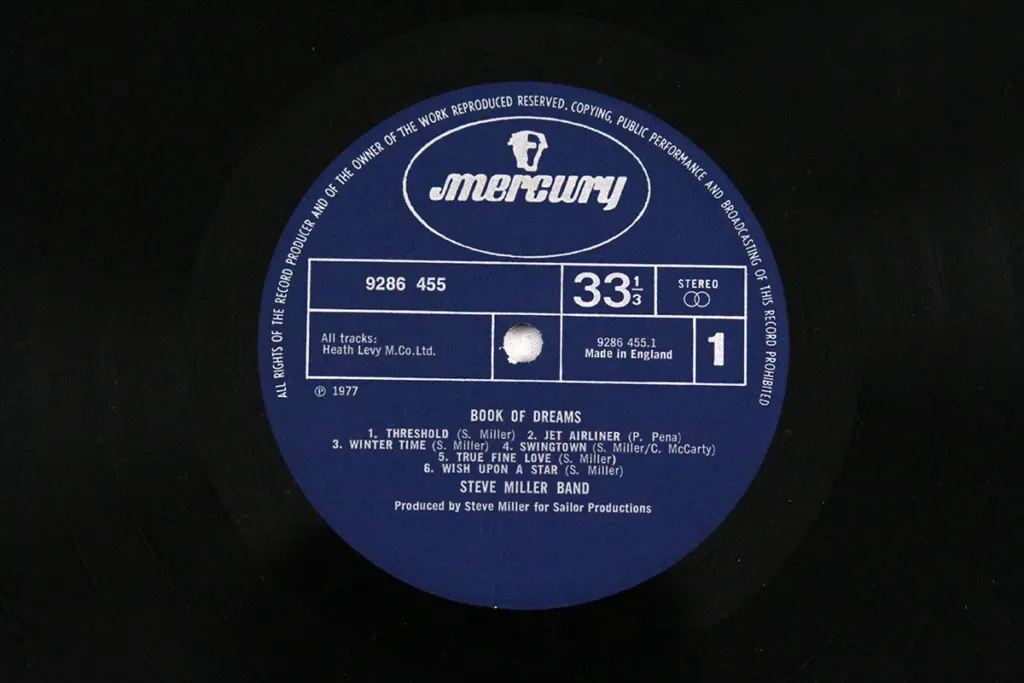 ALL RIGHTS OF THE RECORD PRODUCER AND OF THE OWNER OF THE WORK REPRODUCED RESERVED. COPYING, PUBLIC PERFORMANCE AND BROADCASTING OF THIS RECORD PROHIBITED
mercury
9286 455
33 1/3
STEREO
All tracks:
Heath Levy M.Co.Ltd.
9286 455.1
Made in England
1
℗ 1977
BOOK OF DREAMS
1. THRESHOLD (S. Miller) 2. JET AIRLINER (P. Pena)
3. WINTER TIME (S. Miller) 4. SWINGTOWN (S. Miller/C. McCarty)
5. TRUE FINE LOVE (S. Miller)
6. WISH UPON A STAR (S. Miller)
STEVE MILLER BAND
Produced by Steve Miller for Sailor Productions